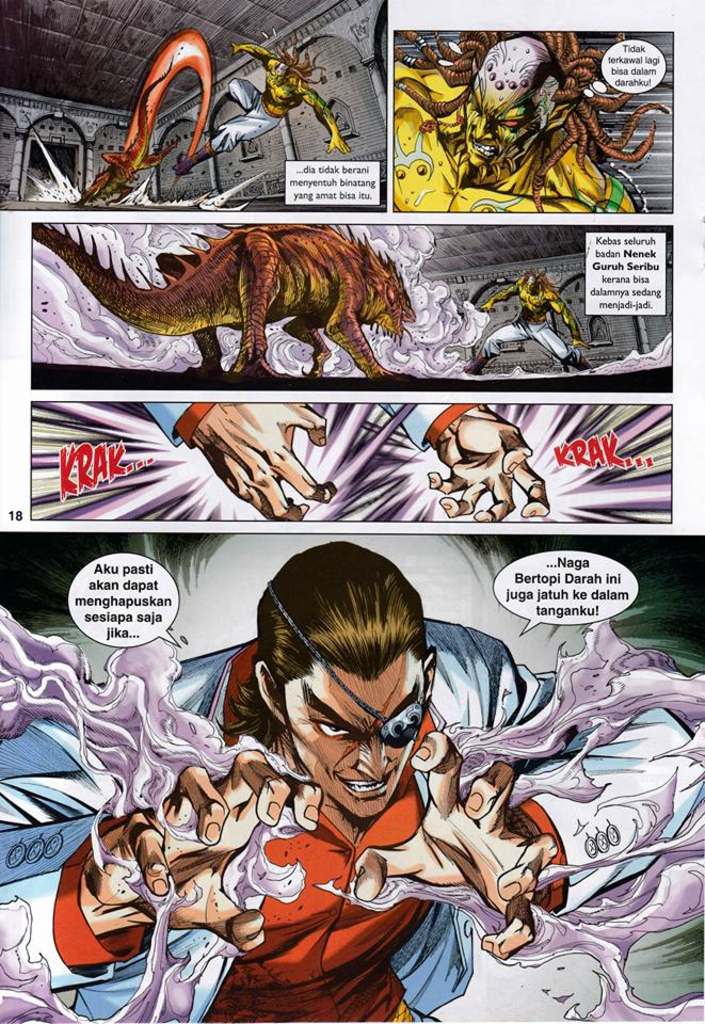 ...dia tidak berani
menyentuh binatang
yang amat bisa itu.
Tidak
terkawal lagi
bisa dalam
darahku!
Kebas seluruh
badan Nenek
Guruh Seribu
kerana bisa
dalamnya sedang
menjadi-jadi.
KRAK...
KRAK...
18
Aku pasti
akan dapat
menghapuskan
sesiapa saja
jika...
...Naga
Bertopi Darah ini
juga jatuh ke dalam
tanganku!